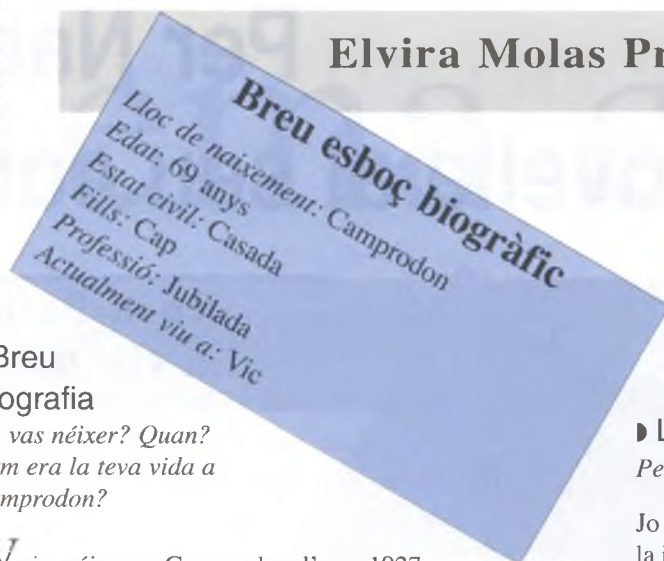 Elvira Molas Pr
Breu esboç biogràfic
Lloc de naixement: Camprodon
Edat: 69 anys
Estat civil: Casada
Fills: Cap
Professió: Jubilada
Actualment viu a: Vic
Breu
ografia
vas néixer? Quan?
m era la teva vida a
mprodon?
1927
L
Pe
Jo
la i